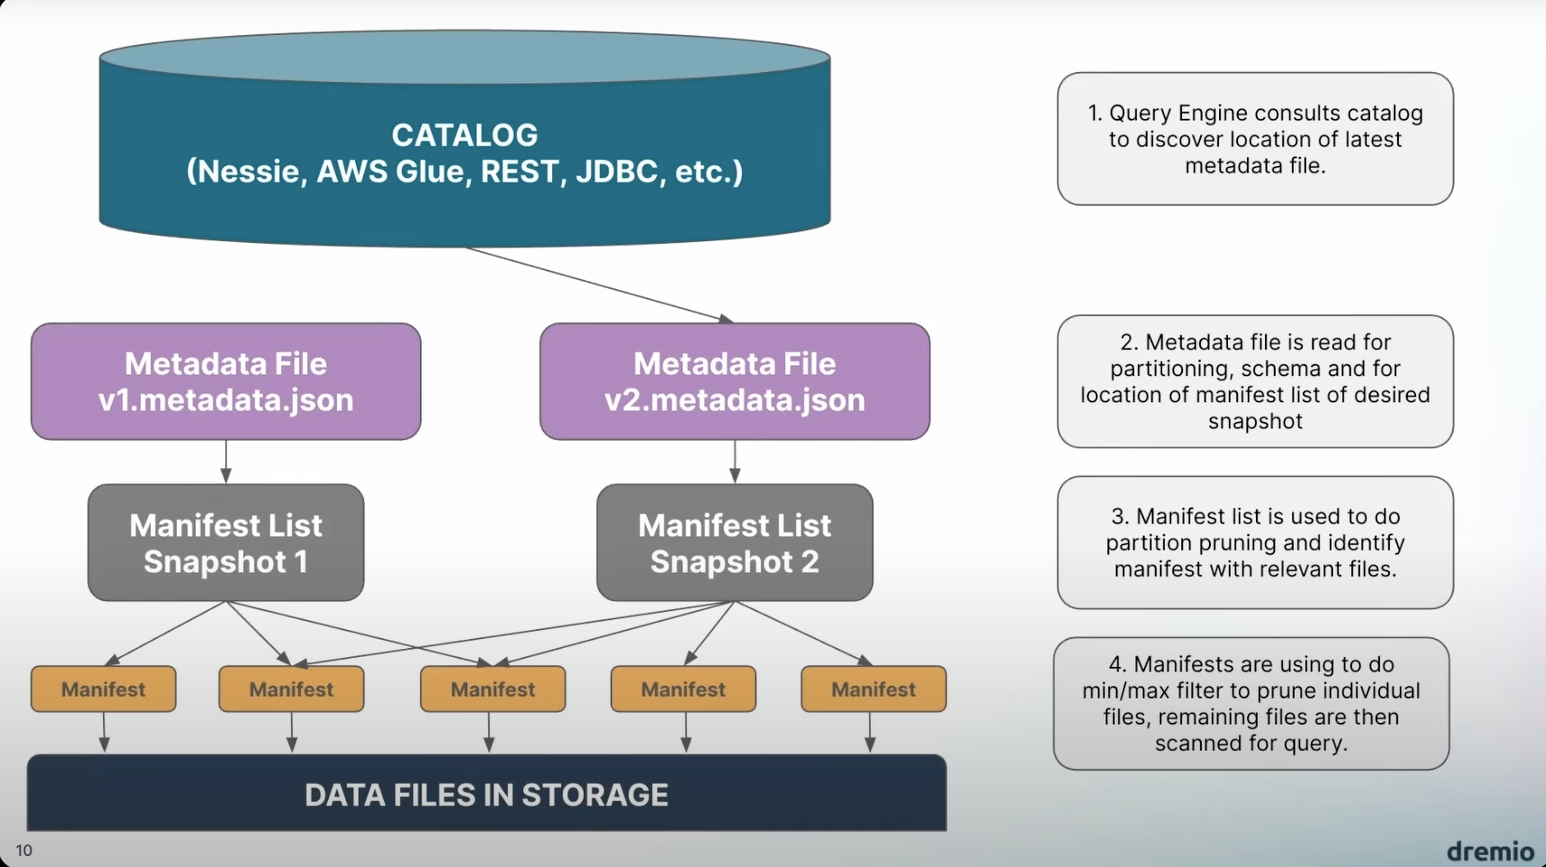 CATALOG
(Nessie, AWS Glue, REST, JDBC, etc.)
1. Query Engine consults catalog
to discover location of latest
metadata file.
Metadata File
v1.metadata.json
Metadata File
v2.metadata.json
2. Metadata file is read for
partitioning, schema and for
location of manifest list of desired
snapshot
Manifest List
Snapshot 1
Manifest List
Snapshot 2
3. Manifest list is used to do
partition pruning and identify
manifest with relevant files.
Manifest
Manifest
Manifest
Manifest
Manifest
4. Manifests are using to do
min/max filter to prune individual
files, remaining files are then
scanned for query.
DATA FILES IN STORAGE
10
dremio